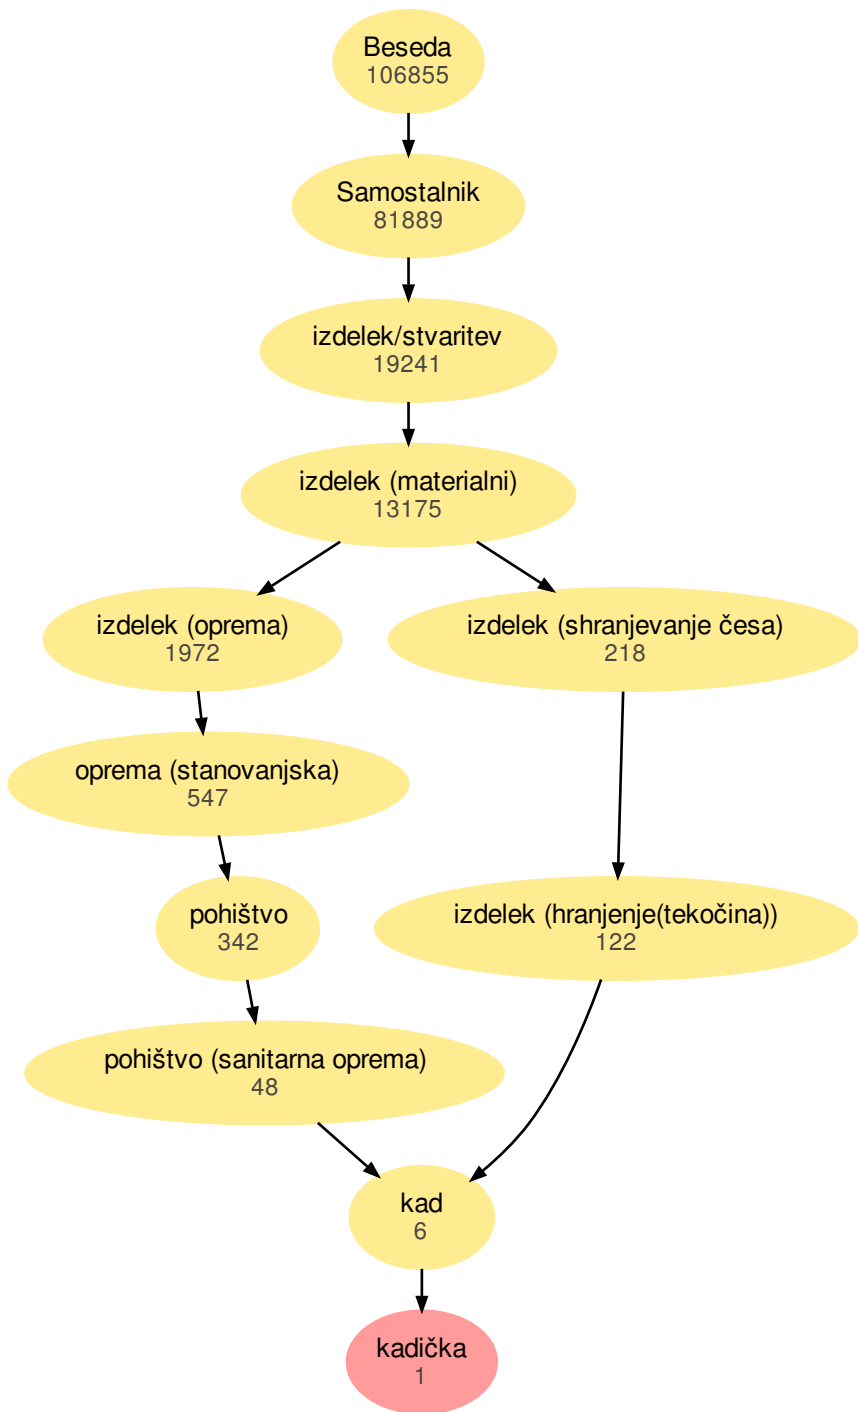 Beseda
106855
Samostalnik
81889
izdelek/stvaritev
19241
izdelek (materialni)
13175
izdelek (oprema)
1972
izdelek (shranjevanje česa)
218
oprema (stanovanjska)
547
pohištvo
342
izdelek (hranjenje(tekočina))
122
pohištvo (sanitarna oprema)
48
kad
6
kadička
1